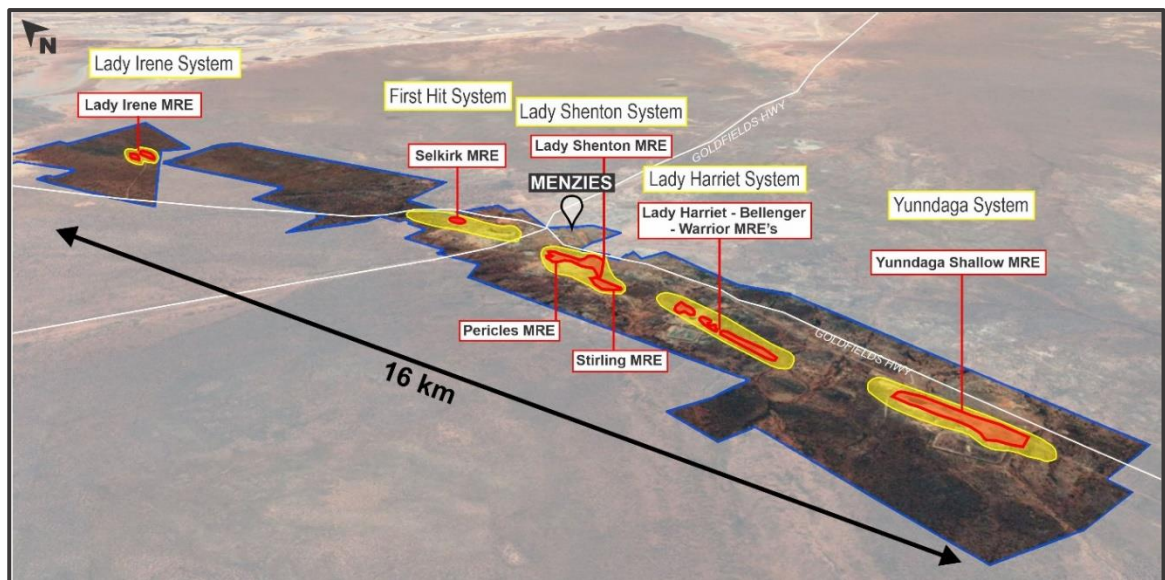 N
Lady Irene System
Lady Irene MRE
First Hit System
Selkirk MRE
Lady Shenton System
Lady Shenton MRE
MENZIES
GOLDFIELDS HWY
Lady Harriet System
Lady Harriet - Bellenger
- Warrior MRE's
Yunndaga System
Yunndaga Shallow MRE
Pericles MRE
Stirling MRE
GOLDFIELDS HWY
16 km